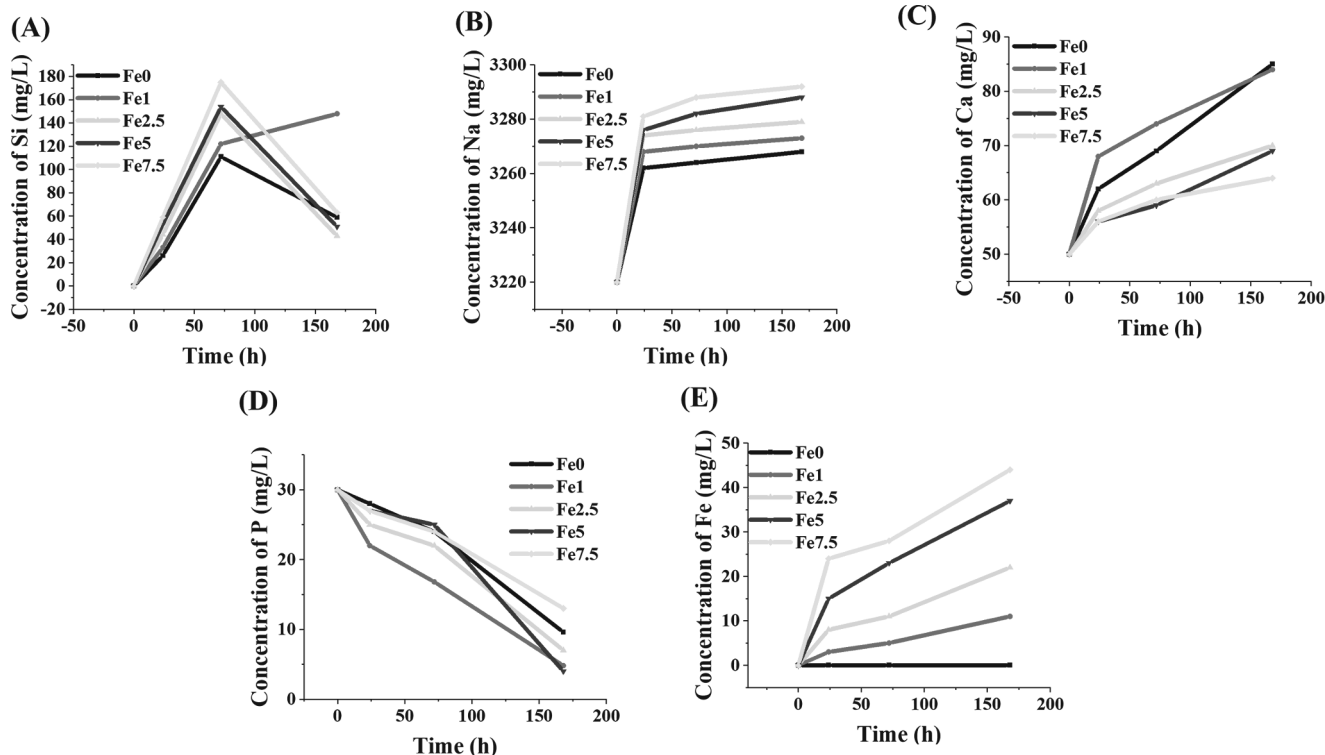 (A)
Concentration of Si (mg/L)
180
160
140
120
100
80
60
40
20
0
-20
-50
0
50
100
150
200
Time (h)
Fe0
Fe1
Fe2.5
Fe5
Fe7.5
(B)
Concentration of Na (mg/L)
3300
3280
3260
3240
3220
-50
0
50
100
150
200
Time (h)
Fe0
Fe1
Fe2.5
Fe5
Fe7.5
(C)
Concentration of Ca (mg/L)
90
80
70
60
50
-50
0
50
100
150
200
Time (h)
Fe0
Fe1
Fe2.5
Fe5
Fe7.5
(D)
Concentration of P (mg/L)
30
20
10
0
0
50
100
150
200
Time (h)
Fe0
Fe1
Fe2.5
Fe5
Fe7.5
(E)
Concentration of Fe (mg/L)
50
40
30
20
10
0
0
50
100
150
200
Time (h)
Fe0
Fe1
Fe2.5
Fe5
Fe7.5